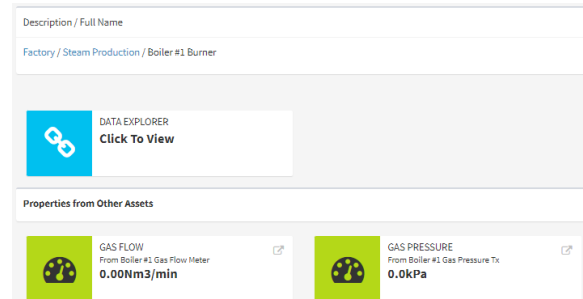 Description / Full Name
Factory / Steam Production / Boiler #1 Burner
DATA EXPLORER
Click To View
Properties from Other Assets
GAS FLOW
From Boiler #1 Gas Flow Meter
0.00Nm3/min
GAS PRESSURE
From Boiler #1 Gas Pressure Tx
0.0kPa